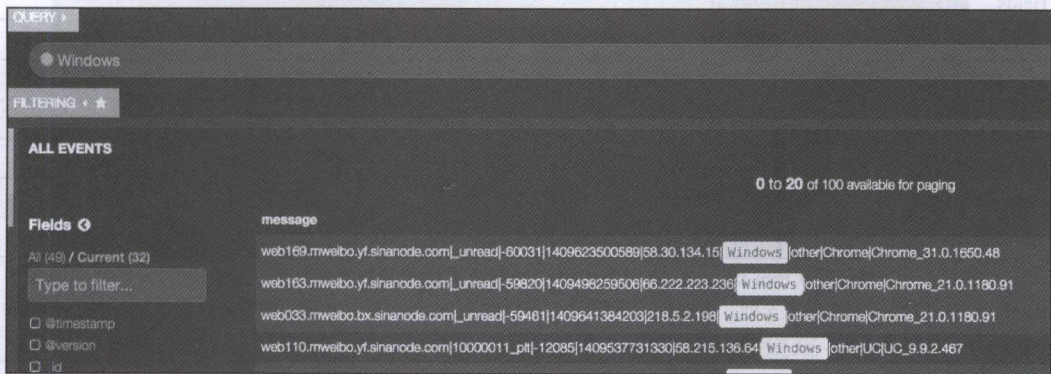 QUERY
Windows
FILTERING
ALL EVENTS
0 to 20 of 100 available for paging
Fields
message
All (49) / Current (32)
web169.mweibo.yf.sinanode.com|_unread|-60031|1409623500589|58.30.134.15| Windows |other|Chrome|Chrome_31.0.1650.48
Type to filter...
web163.mweibo.yf.sinanode.com|_unread|-59820|1409498259506|66.222.223.236| Windows |other|Chrome|Chrome_21.0.1180.91
@timestamp
web033.mweibo.bx.sinanode.com|_unread|-59461|1409641384203|218.5.2.198| Windows |other|Chrome|Chrome_21.0.1180.91
@version
web110.mweibo.yf.sinanode.com|10000011_plt|-12085|1409537731330|58.215.136.64| Windows |other|UC|UC_9.9.2.467
_id